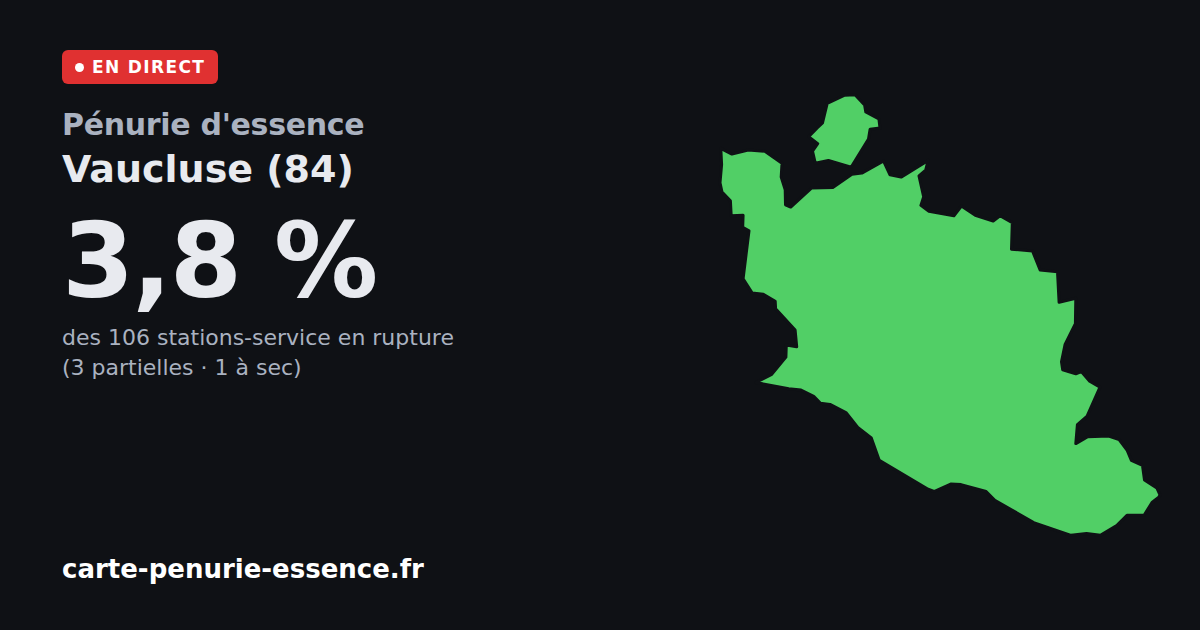 EN DIRECT
Pénurie d'essence
Vaucluse (84)
3,8 %
des 106 stations-service en rupture
(3 partielles · 1 à sec)
carte-penurie-essence.fr